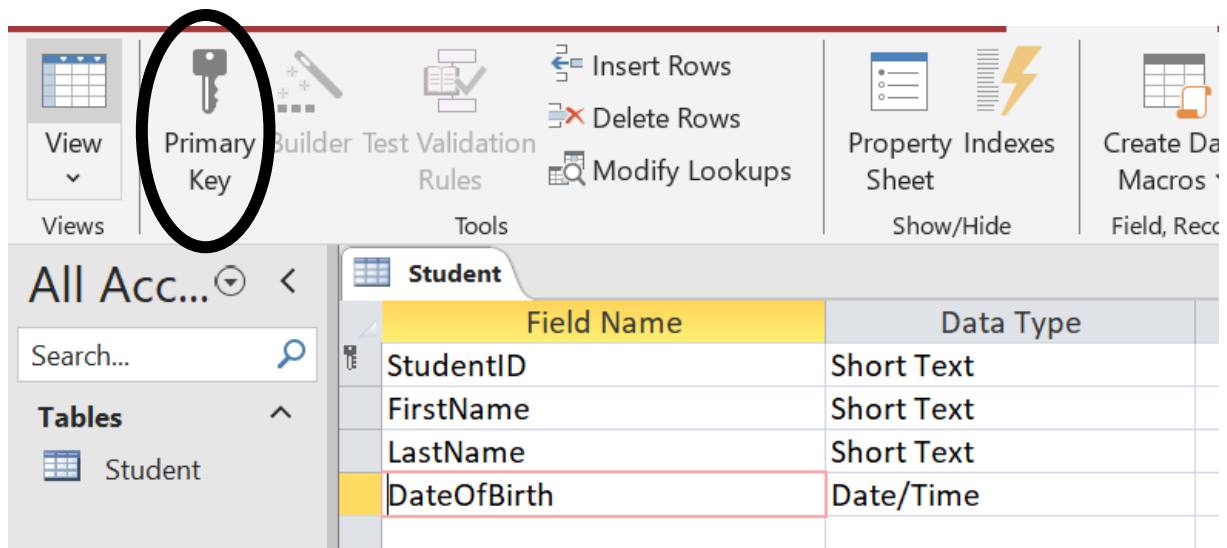 View
Primary
Key
Builder
Test Validation
Rules
Insert Rows
Delete Rows
Modify Lookups
Property
Sheet
Indexes
Create Da
Macros
Views
Tools
Show/Hide
Field, Reco
All Acc...
Search...
Tables
Student
Student
Field Name Data Type
StudentID Short Text
FirstName Short Text
LastName Short Text
DateOfBirth Date/Time